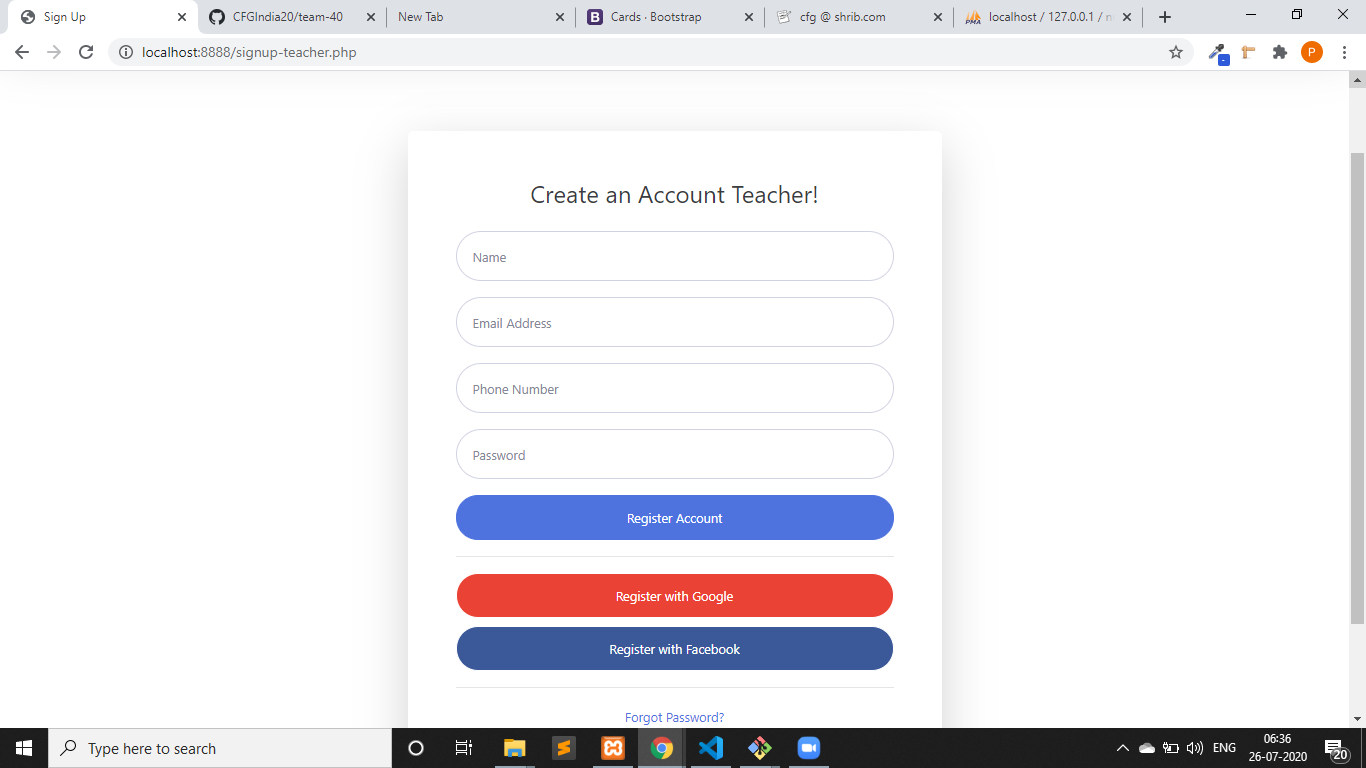 Sign Up
CFGIndia20/team-40
New Tab
B
Cards · Bootstrap
cfg @ shrib.com
PMA
localhost / 127.0.0.1 / n
localhost:8888/signup-teacher.php
-
P
Create an Account Teacher!
Name
Email Address
Phone Number
Password
Register Account
Register with Google
Register with Facebook
Forgot Password?
Type here to search
ENG
06:36
26-07-2020
20